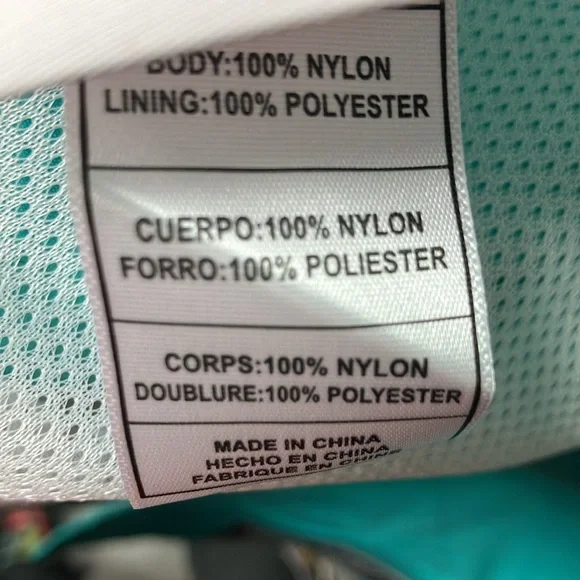 BODY:100% NYLON
LINING:100% POLYESTER
CUERPO:100% NYLON
FORRO:100% POLIESTER
CORPS:100% NYLON
DOUBLURE:100% POLYESTER
MADE IN CHINA
HECHO EN CHINA
FABRIQUE EN CHINE